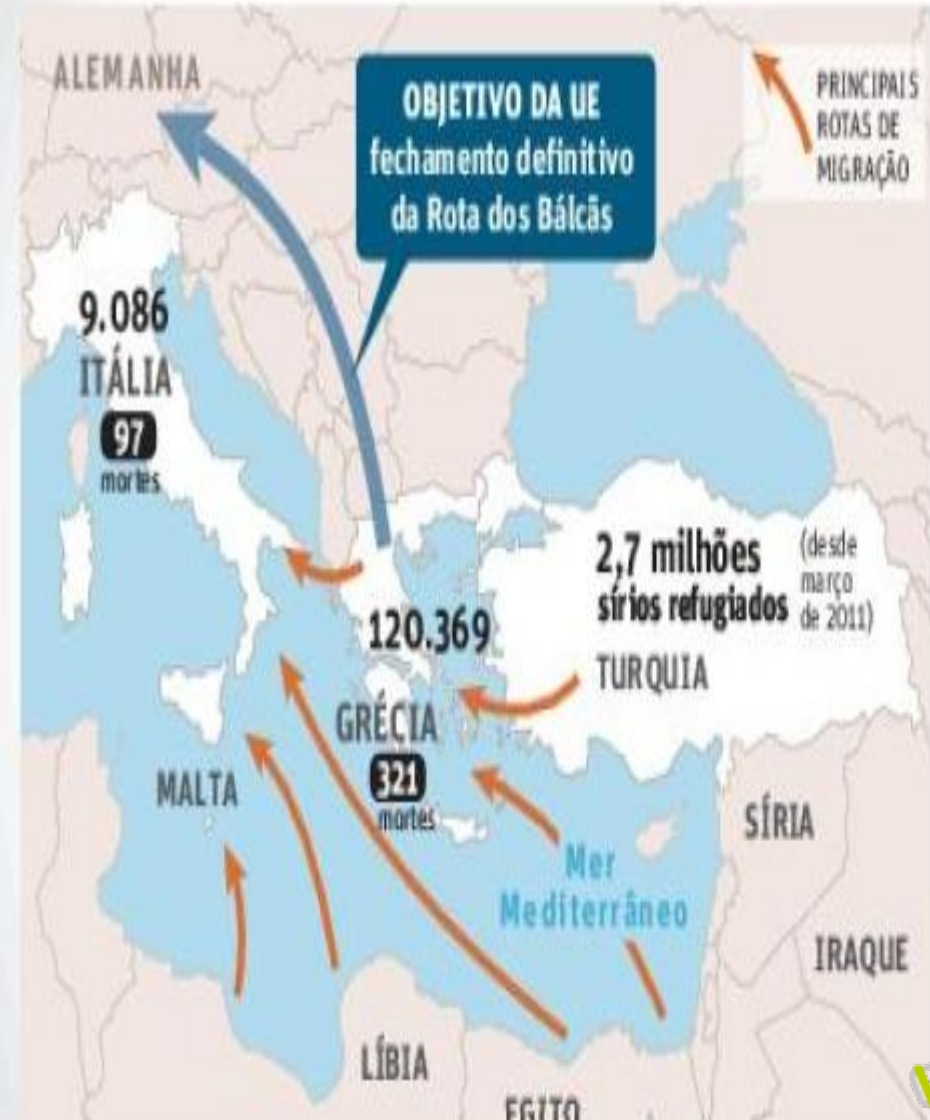 ALEMANHA
OBJETIVO DA UE
fechamento definitivo
da Rota dos Bálcãs
PRINCIPAIS
ROTAS DE
MIGRAÇÃO
9.086
ITÁLIA
97
mortes
2,7 milhões
sírios refugiados
(desde
março
de 2011)
TURQUIA
120.369
GRÉCIA
321
mortes
MALTA
SÍRIA
Mer
Mediterrâneo
IRAQUE
LÍBIA
EGITO